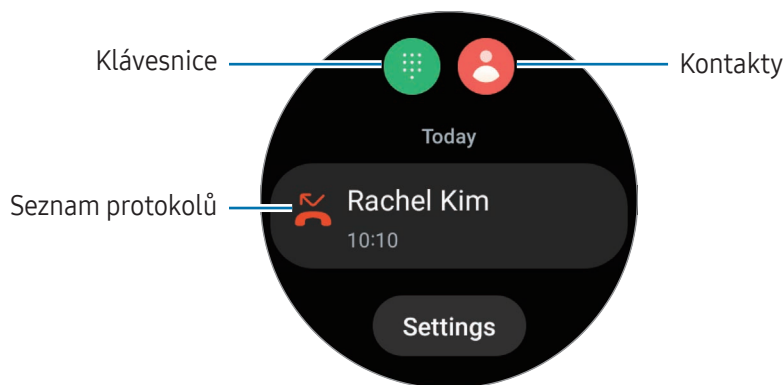 Klávesnice
Kontakty
Today
Seznam protokolů
Rachel Kim
10:10
Settings